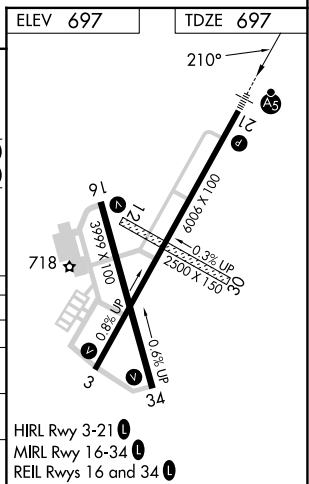 ELEV 697
TDZE 697
210°
A5
21
P
16
V
12
6006 X 100
3999 X 100
0.3% UP
2500 X 150
30
718
0.8% UP
0.6% UP
V
V
3
34
HIRL Rwy 3-21 L
MIRL Rwy 16-34 L
REIL Rwys 16 and 34 L